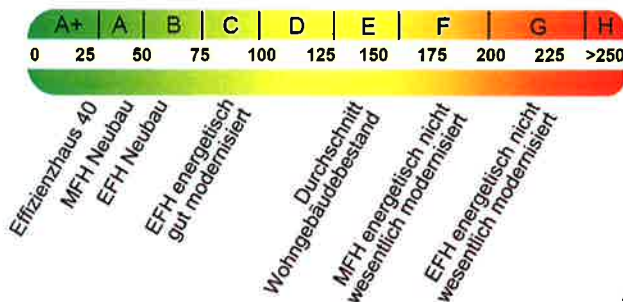 A+ A B C D E F G H
0 25 50 75 100 125 150 175 200 225 >250
Effizienzhaus 40
MFH Neubau
EFH Neubau
EFH energetisch
gut modernisiert
Durchschnitt
Wohngebäudebestand
MFH energetisch nicht
wesentlich modernisiert
EFH energetisch nicht
wesentlich modernisiert